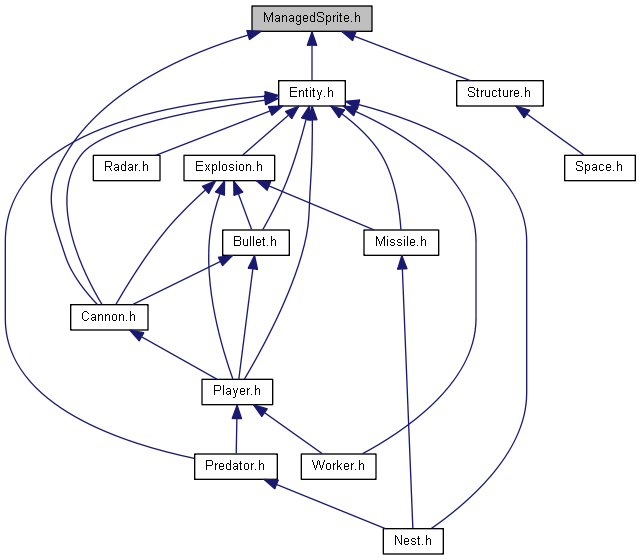 ManagedSprite.h
Entity.h
Structure.h
Radar.h
Explosion.h
Space.h
Bullet.h
Missile.h
Cannon.h
Player.h
Predator.h
Worker.h
Nest.h